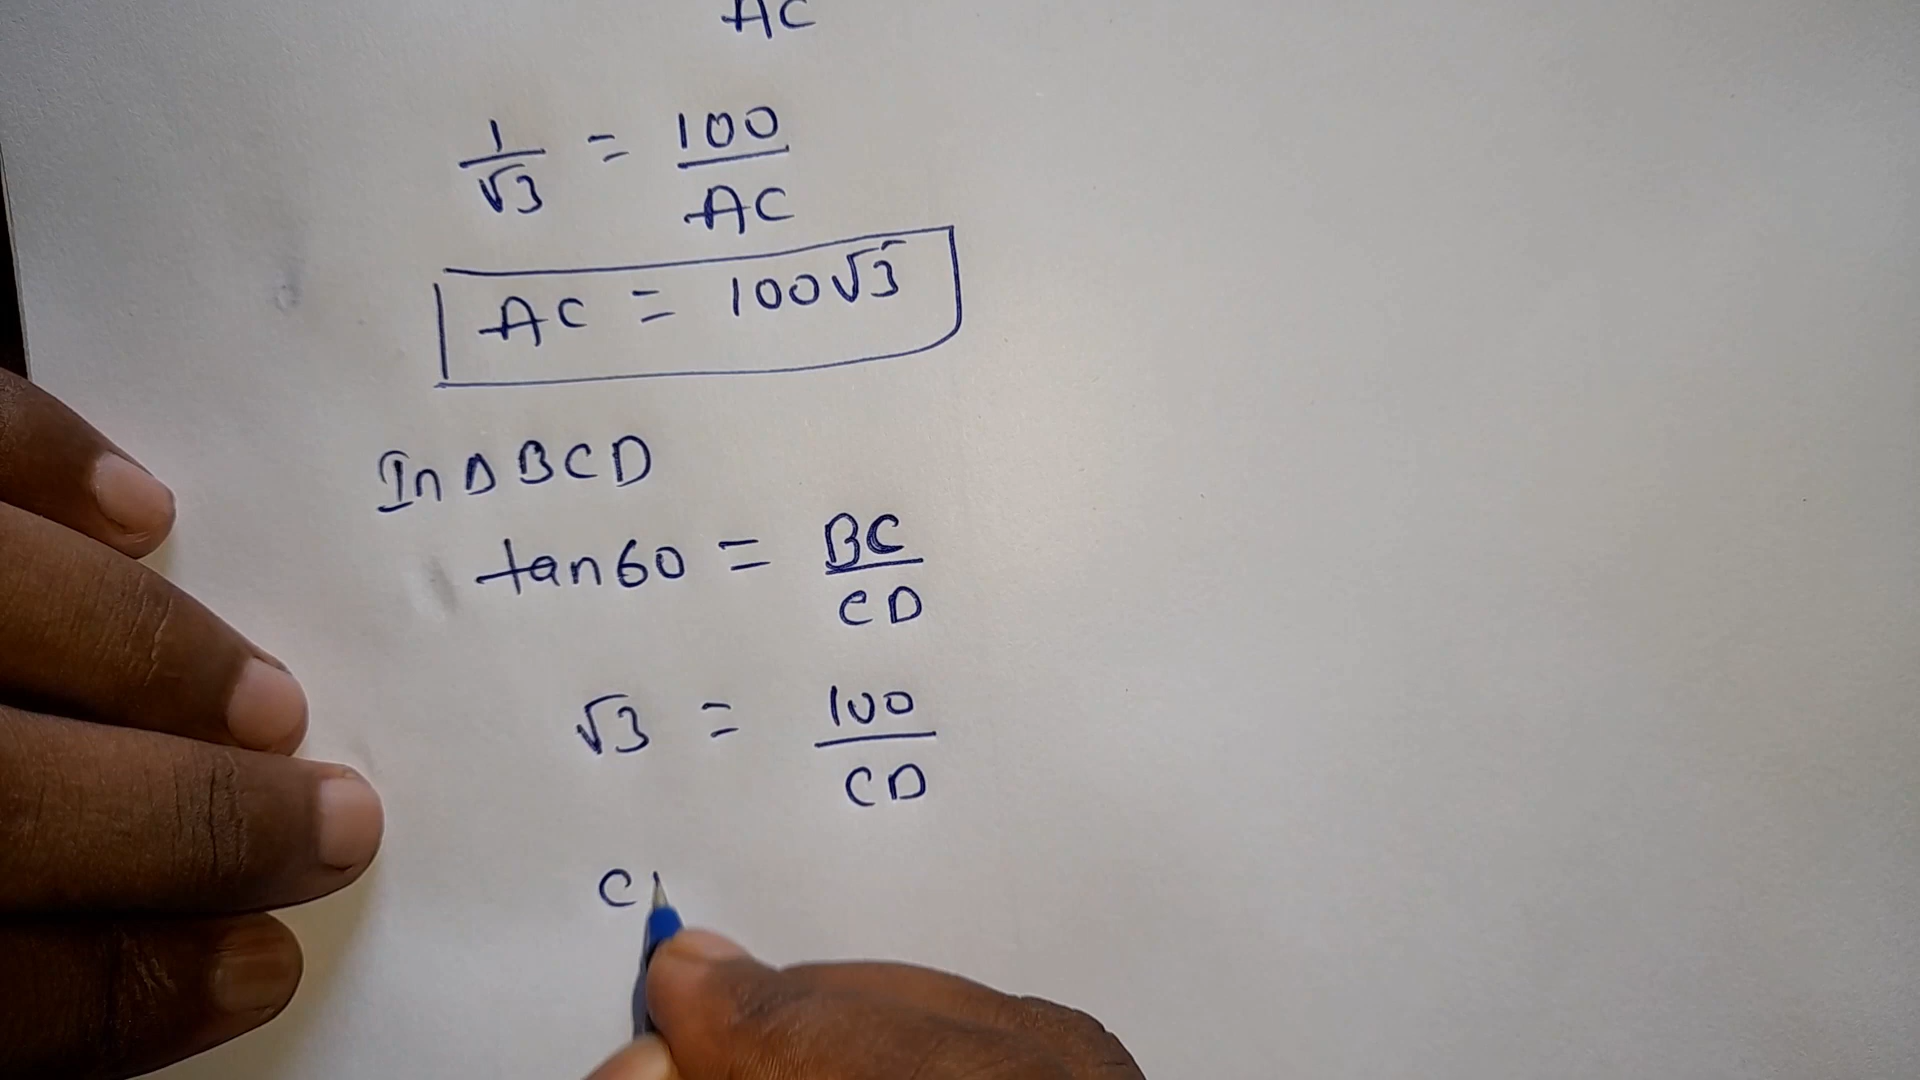 AC
1/√3 = 100/AC
AC = 100√3
In Δ BCD
tan60 = BC/CD
√3 = 100/CD
C